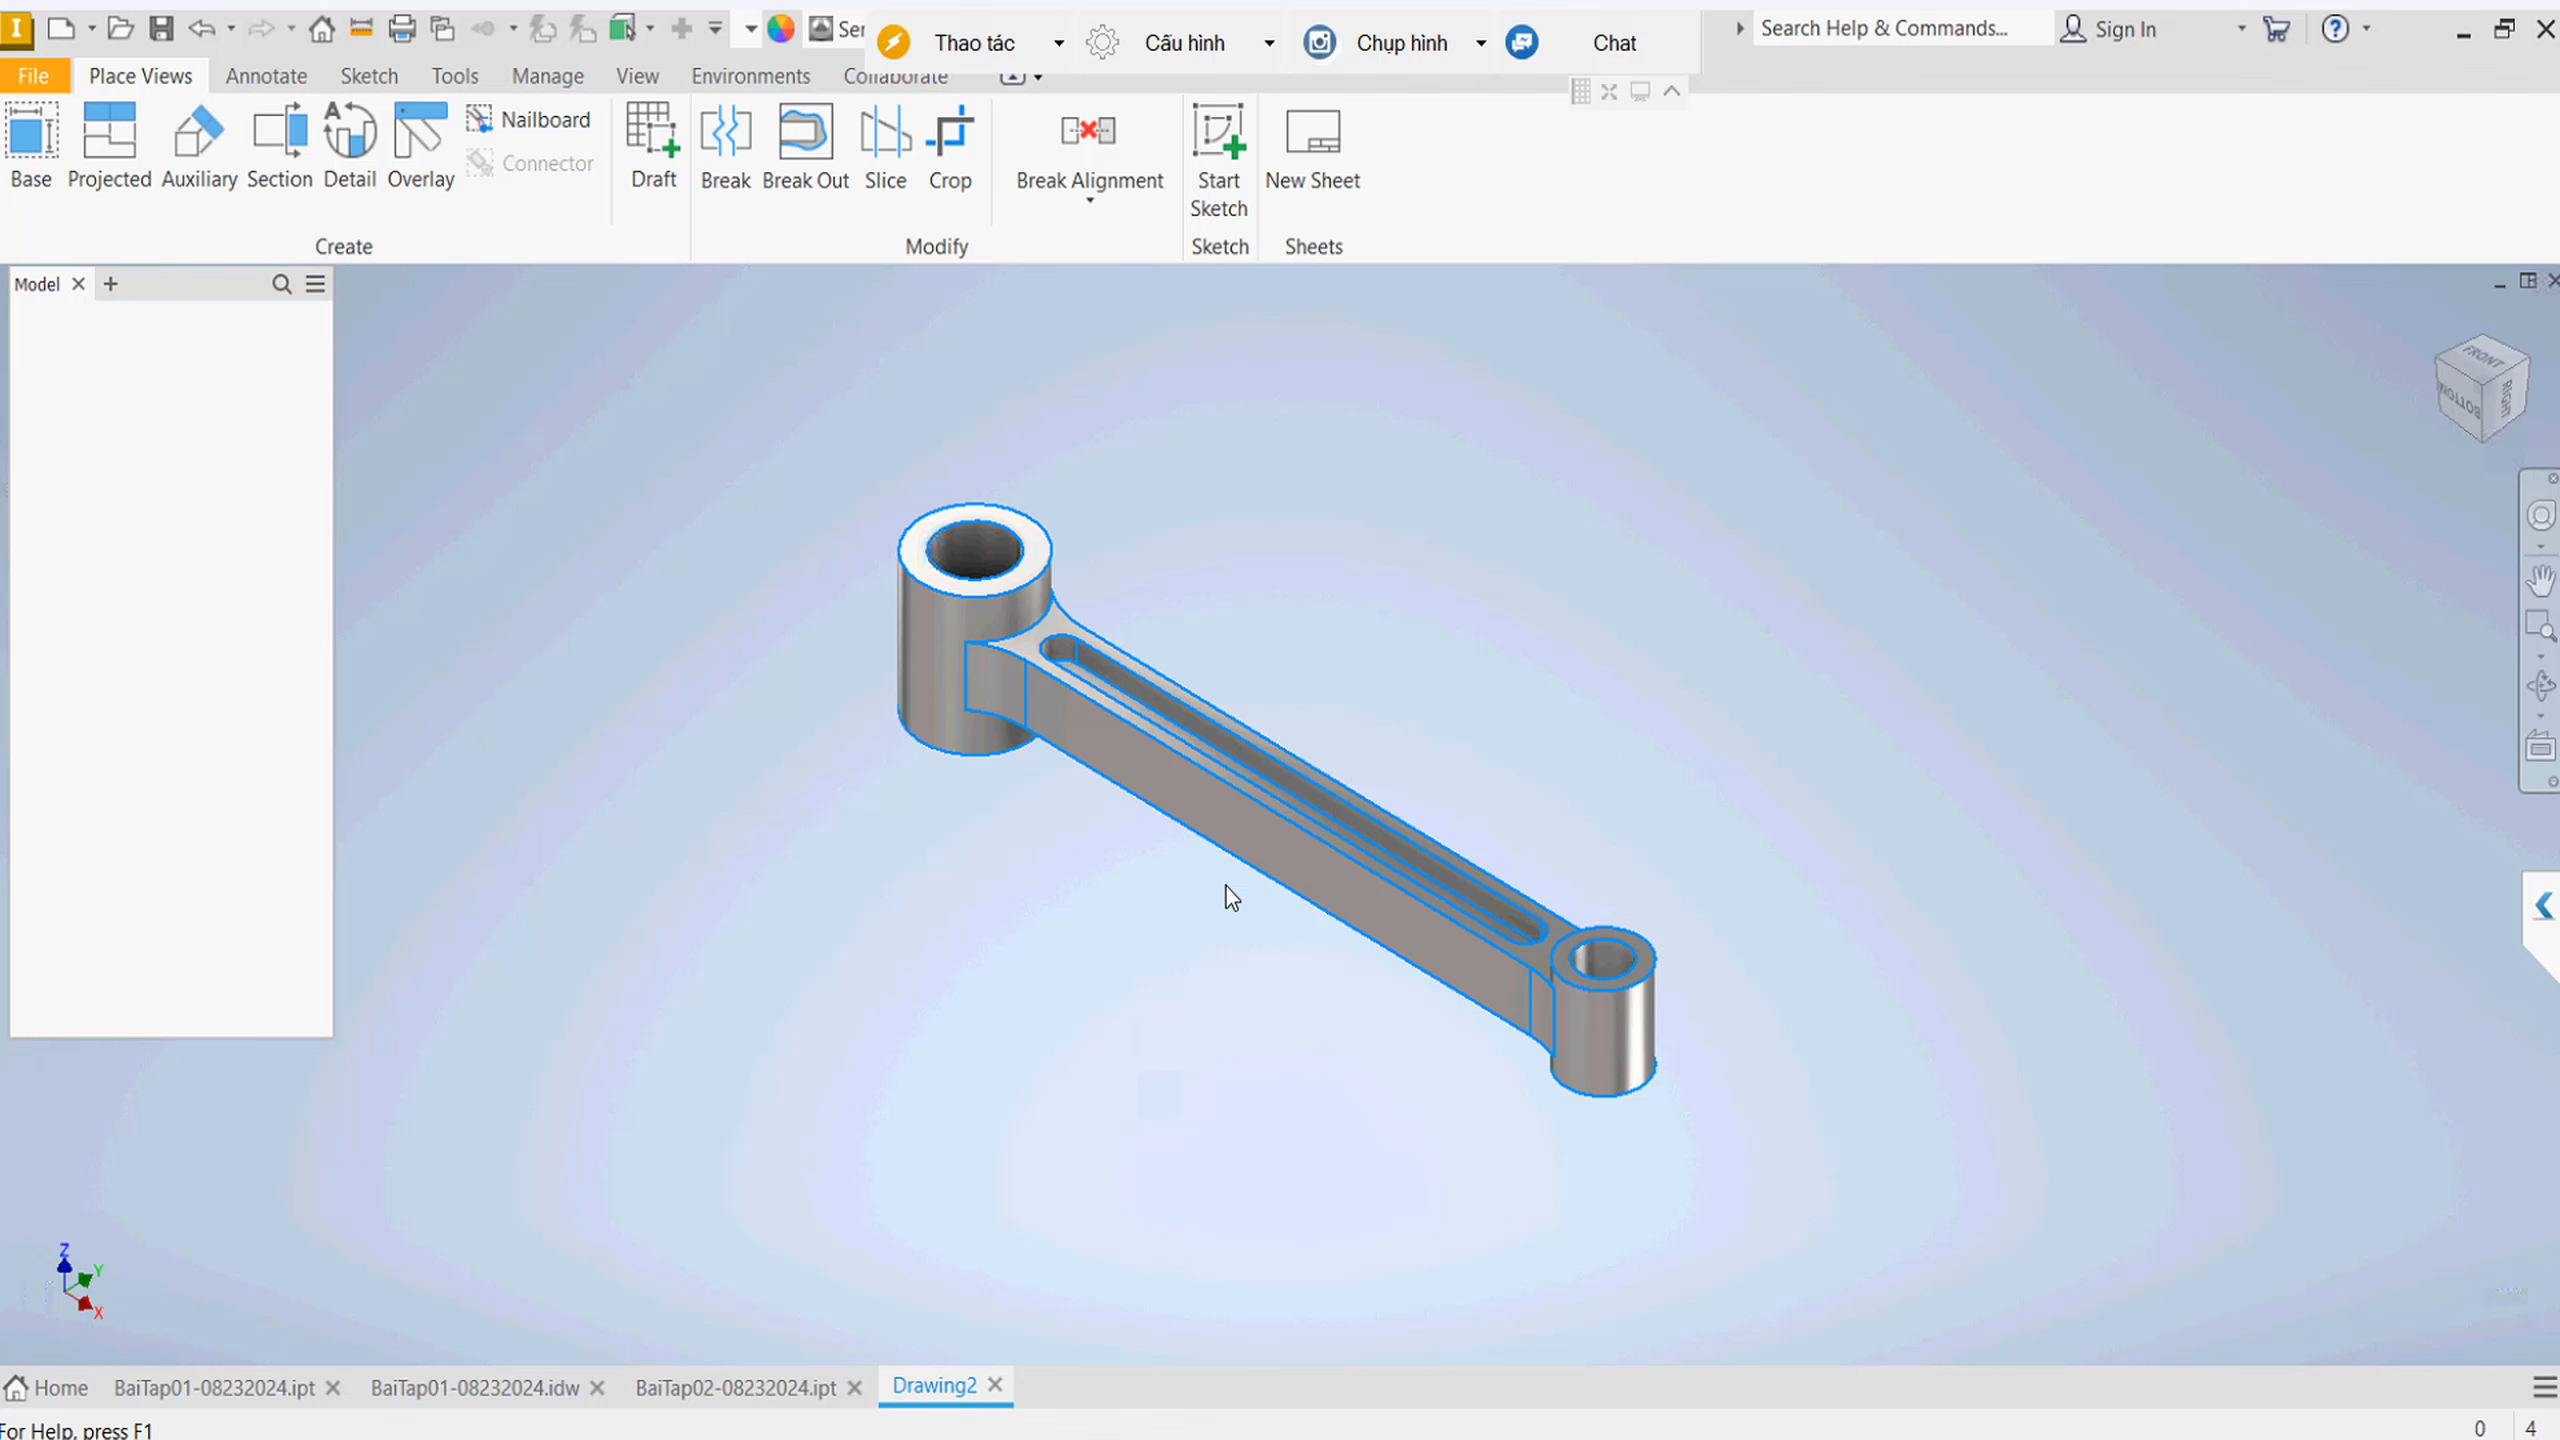 I Ser Thao tác Cấu hình Chụp hình Chat Search Help & Commands... Sign In
File Place Views Annotate Sketch Tools Manage View Environments Collaborate
Base Projected Auxiliary Section Detail Overlay Nailboard Connector Draft Break Break Out Slice Crop Break Alignment Start Sketch New Sheet
Create Modify Sketch Sheets
Model
FRONT
BOTTOM RIGHT
Z
Y
X
Home BaiTap01-08232024.ipt BaiTap01-08232024.idw BaiTap02-08232024.ipt Drawing2
For Help, press F1 0 4